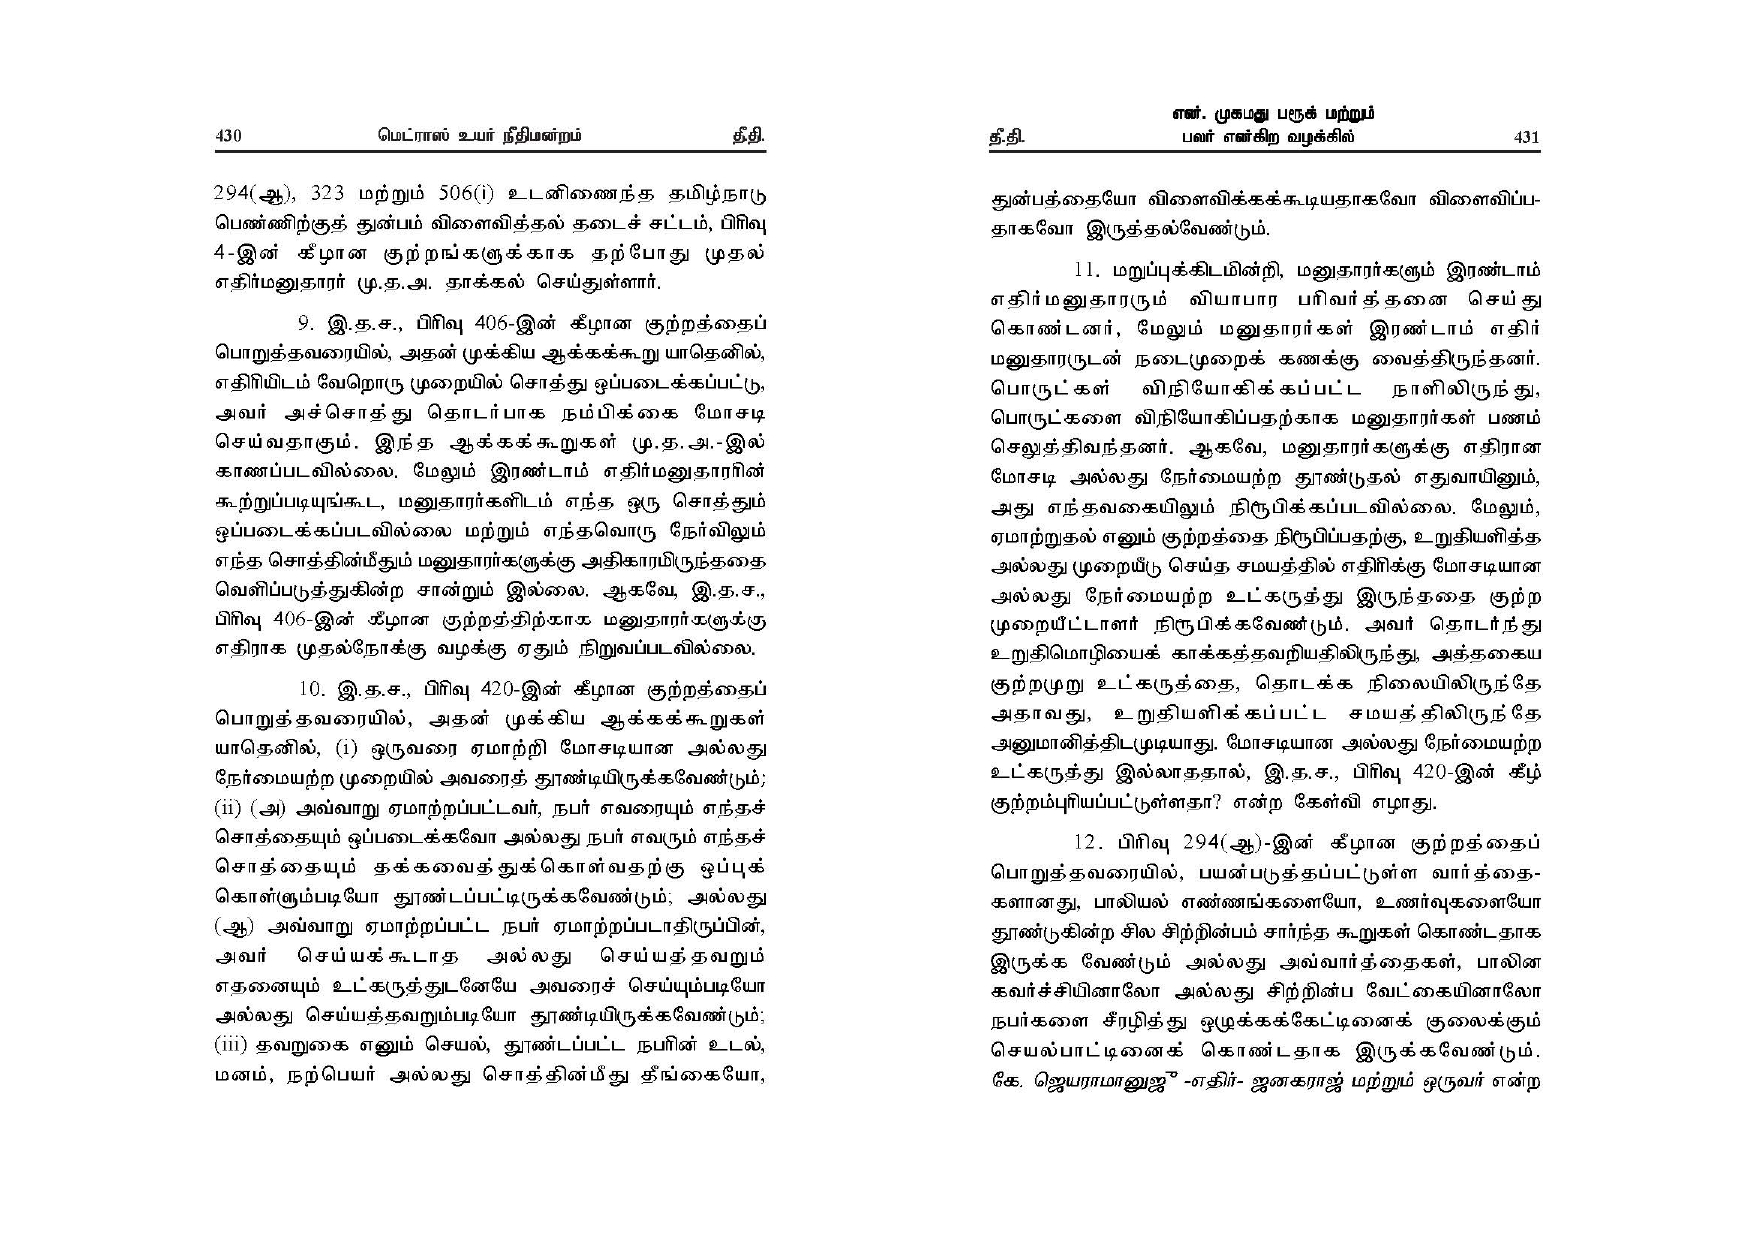 430 மெட்ராஸ் உயர் நீதிமன்றம் தீ.தி.
294(ஆ), 323 மற்றும் 506(i) உடனிணைந்த தமிழ்நாடு
பெண்ணிற்குத் துன்பம் விளைவித்தல் தடைச் சட்டம், பிரிவு
4-இன் கீழான குற்றங்களுக்காக தற்போது முதல்
எதிர்மனுதாரர் மு.த.அ. தாக்கல் செய்துள்ளார்.
9. இ.த.ச., பிரிவு 406-இன் கீழான குற்றத்தைப்
பொறுத்தவரையில், அதன் முக்கிய ஆக்கக்கூறு யாதெனில்,
எதிரியிடம் வேறொரு முறையில் சொத்து ஒப்படைக்கப்பட்டு,
அவர் அச்சொத்து தொடர்பாக நம்பிக்கை மோசடி
செய்வதாகும். இந்த ஆக்கக்கூறுகள் மு.த.அ.-இல்
காணப்படவில்லை. மேலும் இரண்டாம் எதிர்மனுதாரரின்
கூற்றுப்படியுங்கூட, மனுதாரர்களிடம் எந்த ஒரு சொத்தும்
ஒப்படைக்கப்படவில்லை மற்றும் எந்தவொரு நேர்விலும்
எந்த சொத்தின்மீதும் மனுதாரர்களுக்கு அதிகாரமிருந்ததை
வெளிப்படுத்துகின்ற சான்றும் இல்லை. ஆகவே, இ.த.ச.,
பிரிவு 406-இன் கீழான குற்றத்திற்காக மனுதாரர்களுக்கு
எதிராக முதல்நோக்கு வழக்கு ஏதும் நிறுவப்படவில்லை.
10. இ.த.ச., பிரிவு 420-இன் கீழான குற்றத்தைப்
பொறுத்தவரையில், அதன் முக்கிய ஆக்கக்கூறுகள்
யாதெனில், (i) ஒருவரை ஏமாற்றி மோசடியான அல்லது
நேர்மையற்ற முறையில் அவரைத் தூண்டியிருக்கவேண்டும்;
(ii) (அ) அவ்வாறு ஏமாற்றப்பட்டவர், நபர் எவரையும் எந்தச்
சொத்தையும் ஒப்படைக்கவோ அல்லது நபர் எவரும் எந்தச்
சொத்தையும் தக்கவைத்துக்கொள்வதற்கு ஒப்புக்
கொள்ளும்படியோ தூண்டப்பட்டிருக்கவேண்டும்; அல்லது
(ஆ) அவ்வாறு ஏமாற்றப்பட்ட நபர் ஏமாற்றப்படாதிருப்பின்,
அவர் செய்யக்கூடாத அல்லது செய்யத்தவறும்
எதனையும் உட்கருத்துடனேயே அவரைச் செய்யும்படியோ
அல்லது செய்யத்தவறும்படியோ தூண்டியிருக்கவேண்டும்;
(iii) தவறுகை எனும் செயல், தூண்டப்பட்ட நபரின் உடல்,
மனம், நற்பெயர் அல்லது சொத்தின்மீது தீங்கையோ,
என். முகமது பரூக் மற்றும்
தீ.தி. பலர் என்கிற வழக்கில் 431
துன்பத்தையோ விளைவிக்கக்கூடியதாகவோ விளைவிப்ப-
தாகவோ இருத்தல்வேண்டும்.
11. மறுப்புக்கிடமின்றி, மனுதாரர்களும் இரண்டாம்
எதிர்மனுதாரரும் வியாபார பரிவர்த்தனை செய்து
கொண்டனர், மேலும் மனுதாரர்கள் இரண்டாம் எதிர்
மனுதாரருடன் நடைமுறைக் கணக்கு வைத்திருந்தனர்.
பொருட்கள் விநியோகிக்கப்பட்ட நாளிலிருந்து,
பொருட்களை விநியோகிப்பதற்காக மனுதாரர்கள் பணம்
செலுத்திவந்தனர். ஆகவே, மனுதாரர்களுக்கு எதிரான
மோசடி அல்லது நேர்மையற்ற தூண்டுதல் எதுவாயினும்,
அது எந்தவகையிலும் நிரூபிக்கப்படவில்லை. மேலும்,
ஏமாற்றுதல் எனும் குற்றத்தை நிரூபிப்பதற்கு, உறுதியளித்த
அல்லது முறையீடு செய்த சமயத்தில் எதிரிக்கு மோசடியான
அல்லது நேர்மையற்ற உட்கருத்து இருந்ததை குற்ற
முறையீட்டாளர் நிரூபிக்கவேண்டும். அவர் தொடர்ந்து
உறுதிமொழியைக் காக்கத்தவறியதிலிருந்து, அத்தகைய
குற்றமுறு உட்கருத்தை, தொடக்க நிலையிலிருந்தே
அதாவது, உறுதியளிக்கப்பட்ட சமயத்திலிருந்தே
அனுமானித்திடமுடியாது. மோசடியான அல்லது நேர்மையற்ற
உட்கருத்து இல்லாததால், இ.த.ச., பிரிவு 420-இன் கீழ்
குற்றம்புரியப்பட்டுள்ளதா? என்ற கேள்வி எழாது.
12. பிரிவு 294(ஆ)-இன் கீழான குற்றத்தைப்
பொறுத்தவரையில், பயன்படுத்தப்பட்டுள்ள வார்த்தை-
களானது, பாலியல் எண்ணங்களையோ, உணர்வுகளையோ
தூண்டுகின்ற சில சிற்றின்பம் சார்ந்த கூறுகள் கொண்டதாக
இருக்க வேண்டும் அல்லது அவ்வார்த்தைகள், பாலின
கவர்ச்சியினாலோ அல்லது சிற்றின்ப வேட்கையினாலோ
நபர்களை சீரழித்து ஒழுக்கக்கேட்டினைக் குலைக்கும்
செயல்பாட்டினைக் கொண்டதாக இருக்கவேண்டும்.
கே. ஜெயராமானுஜு -எதிர்- ஜனகராஜ் மற்றும் ஒருவர் என்ற